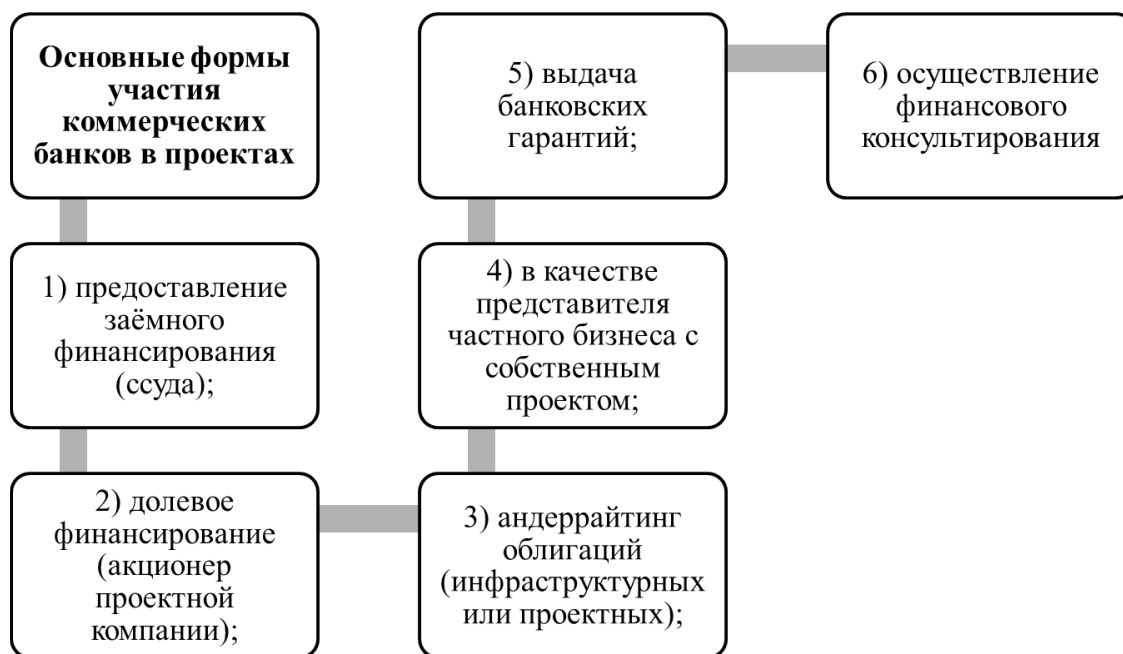 Основные формы
участия
коммерческих
банков в проектах
1) предоставление
заёмного
финансирования
(ссуда);
2) долевое
финансирование
(акционер
проектной
компании);
3) андеррайтинг
облигаций
(инфраструктурных
или проектных);
4) в качестве
представителя
частного бизнеса с
собственным
проектом;
5) выдача
банковских
гарантий;
6) осуществление
финансового
консультирования